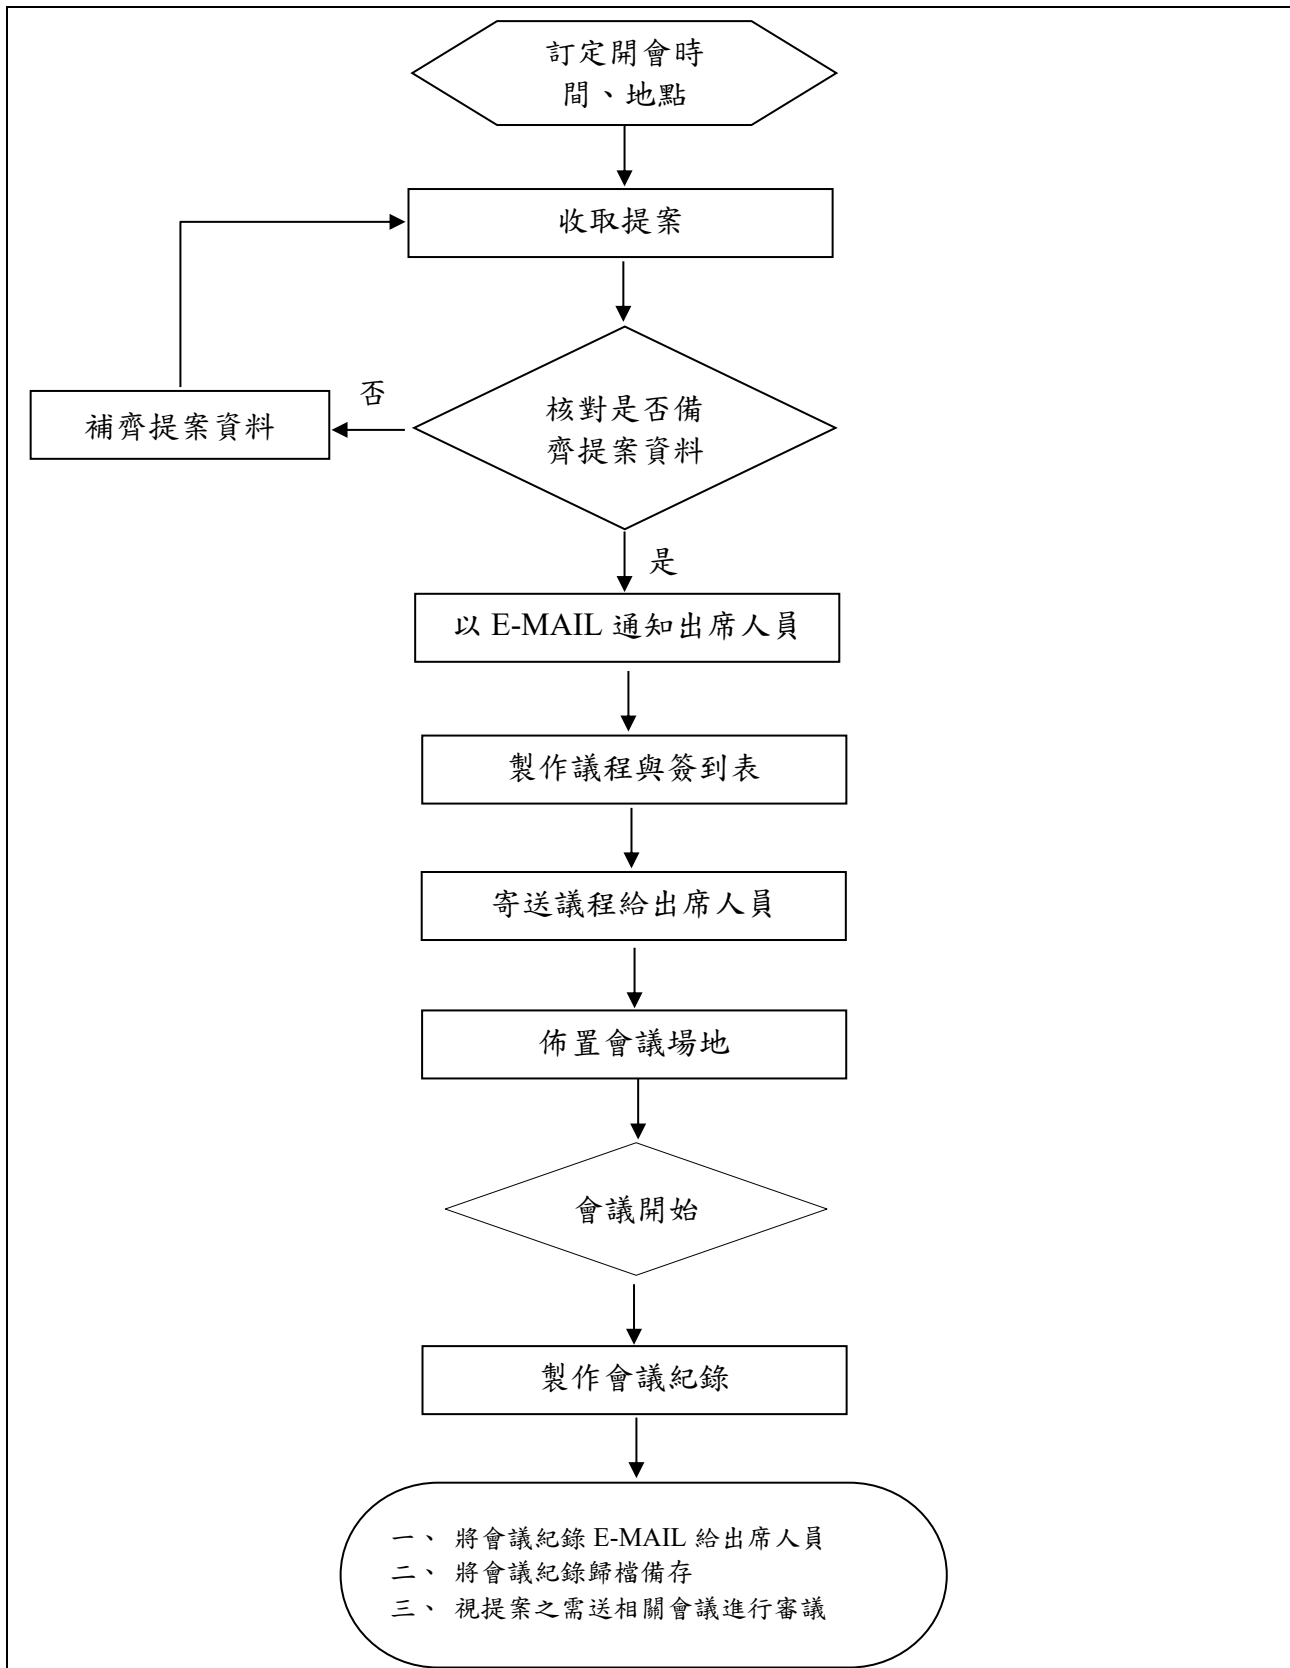 訂定開會時
間、地點
收取提案
核對是否備
齊提案資料
否
補齊提案資料
是
以 E-MAIL 通知出席人員
製作議程與簽到表
寄送議程給出席人員
佈置會議場地
會議開始
製作會議紀錄
一、 將會議紀錄 E-MAIL 給出席人員
二、 將會議紀錄歸檔備存
三、 視提案之需送相關會議進行審議